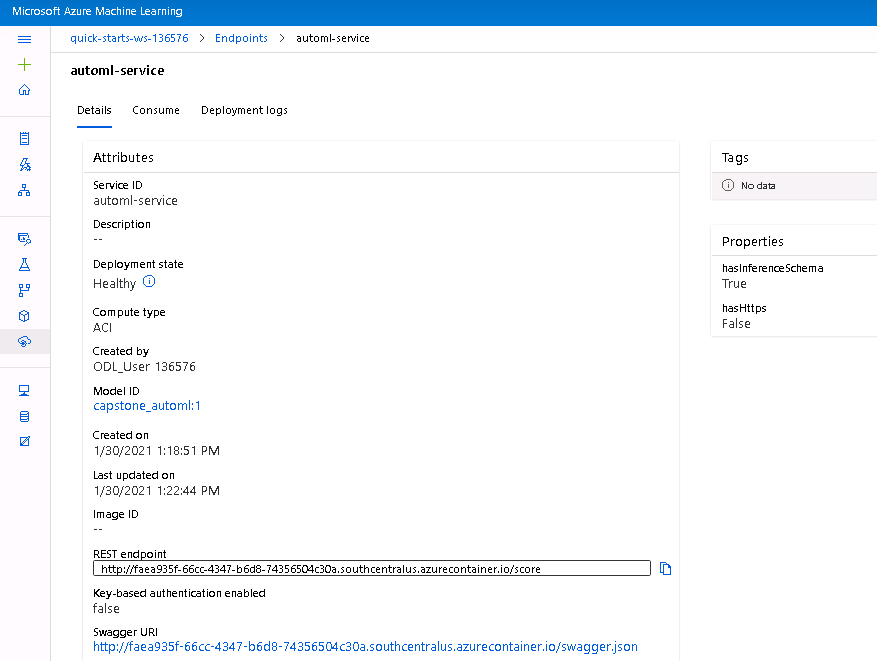 Microsoft Azure Machine Learning
quick-starts-ws-136576 > Endpoints > automl-service
automl-service
Details Consume Deployment logs
Attributes
Service ID
automl-service
Description
--
Deployment state
Healthy
Compute type
ACI
Created by
ODL_User 136576
Model ID
capstone_automl:1
Created on
1/30/2021 1:18:51 PM
Last updated on
1/30/2021 1:22:44 PM
Image ID
--
REST endpoint
http://faea935f-66cc-4347-b6d8-74356504c30a.southcentralus.azurecontainer.io/score
Key-based authentication enabled
false
Swagger URI
http://faea935f-66cc-4347-b6d8-74356504c30a.southcentralus.azurecontainer.io/swagger.json
Tags
No data
Properties
hasInferenceSchema
True
hasHttps
False